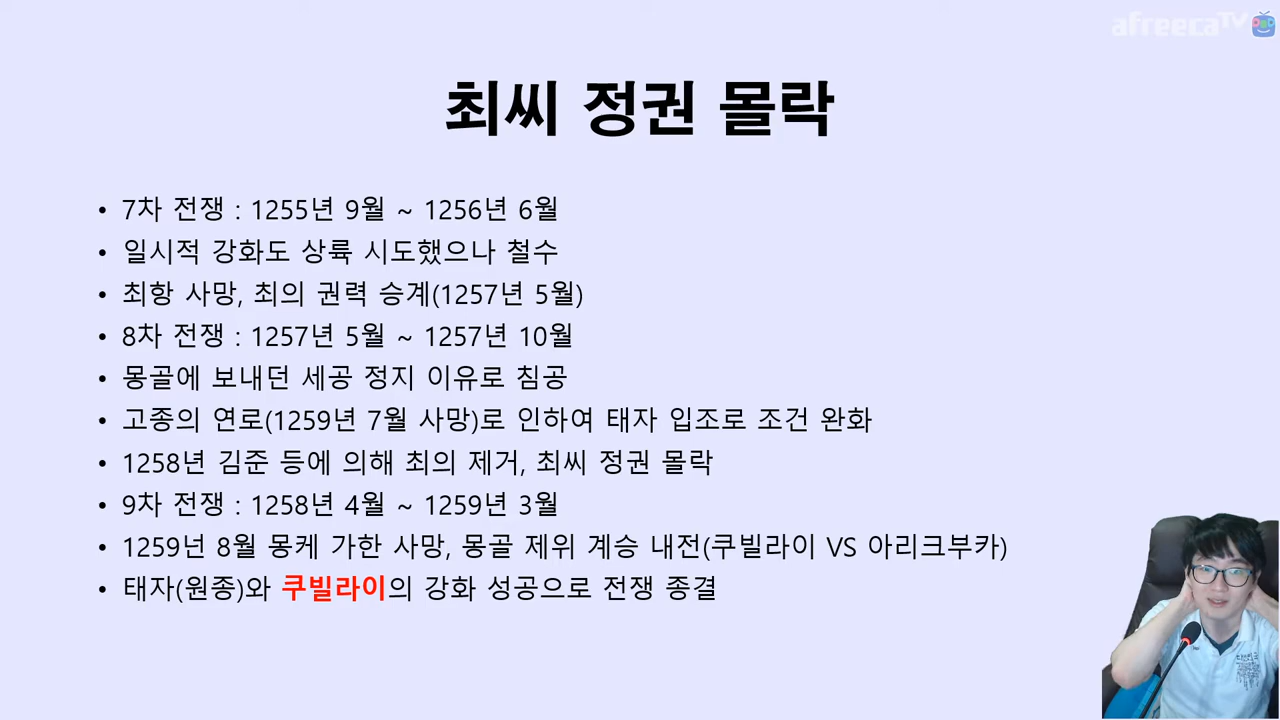 afreecaTV
최씨 정권 몰락
• 7차 전쟁 : 1255년 9월 ~ 1256년 6월
• 일시적 강화도 상륙 시도했으나 철수
• 최항 사망, 최의 권력 승계(1257년 5월)
• 8차 전쟁 : 1257년 5월 ~ 1257년 10월
• 몽골에 보내던 세공 정지 이유로 침공
• 고종의 연로(1259년 7월 사망)로 인하여 태자 입조로 조건 완화
• 1258년 김준 등에 의해 최의 제거, 최씨 정권 몰락
• 9차 전쟁 : 1258년 4월 ~ 1259년 3월
• 1259넌 8월 몽케 가한 사망, 몽골 제위 계승 내전(쿠빌라이 VS 아리크부카)
• 태자(원종)와 쿠빌라이의 강화 성공으로 전쟁 종결